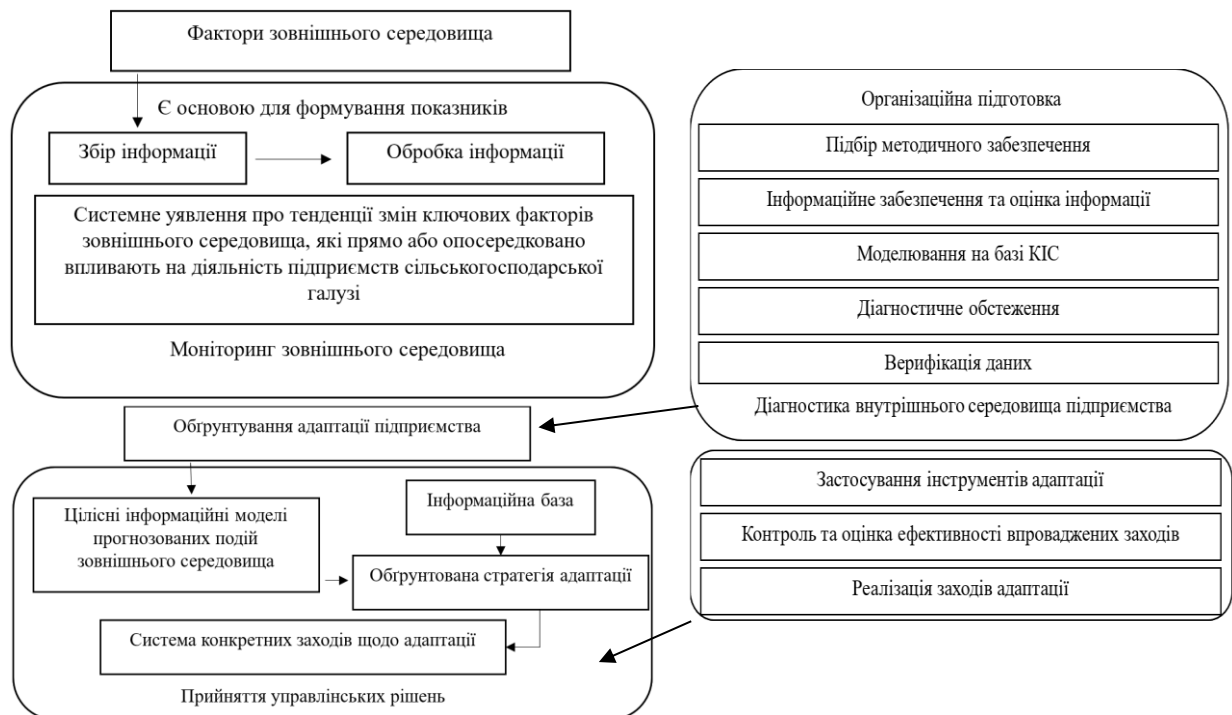 Фактори зовнішнього середовища
Є основою для формування показників
Збір інформації
Обробка інформації
Системне уявлення про тенденції змін ключових факторів
зовнішнього середовища, які прямо або опосередковано
впливають на діяльність підприємств сільськогосподарської
галузі
Моніторинг зовнішнього середовища
Обґрунтування адаптації підприємства
Цілісні інформаційні моделі
прогнозованих подій
зовнішнього середовища
Інформаційна база
Обґрунтована стратегія адаптації
Система конкретних заходів щодо адаптації
Прийняття управлінських рішень
Організаційна підготовка
Підбір методичного забезпечення
Інформаційне забезпечення та оцінка інформації
Моделювання на базі КІС
Діагностичне обстеження
Верифікація даних
Діагностика внутрішнього середовища підприємства
Застосування інструментів адаптації
Контроль та оцінка ефективності впроваджених заходів
Реалізація заходів адаптації